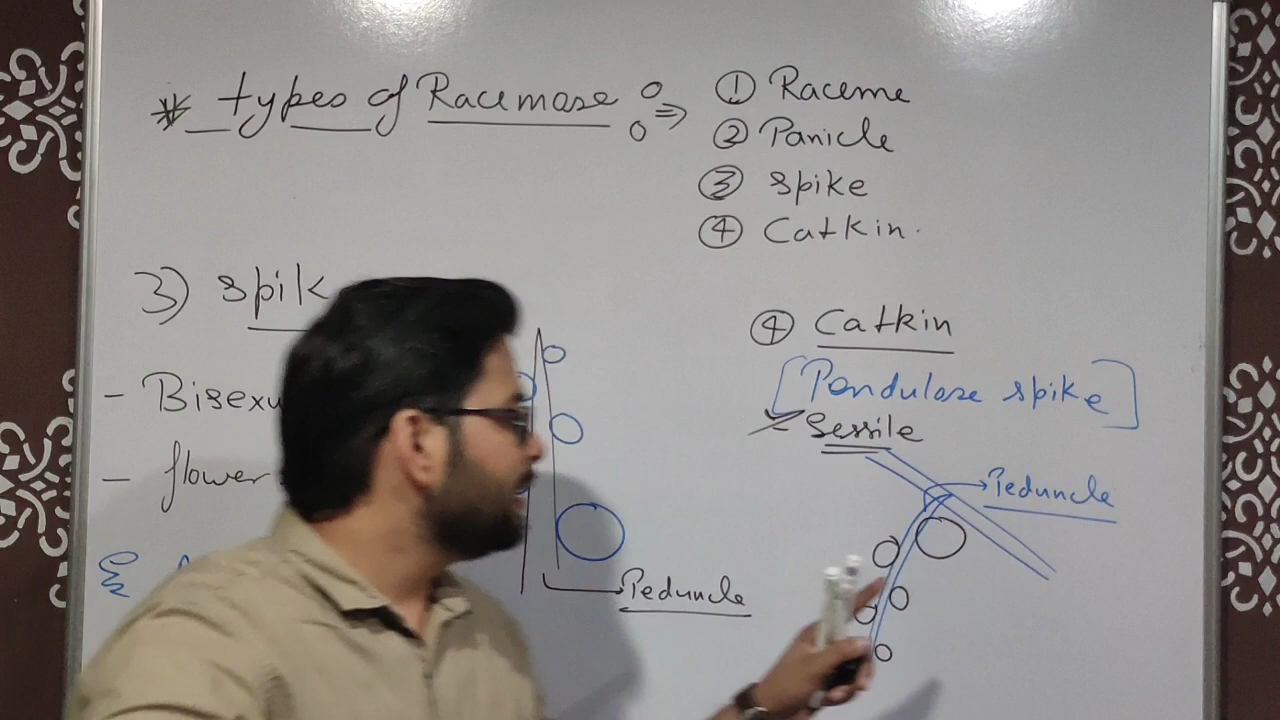 * types of Racemose :⇒ ① Raceme
② Panicle
③ Spike
④ Catkin.
3) Spik
- Bisexu
- flower
Peduncle
④ Catkin
[Pendulose spike]
- Sessile
Peduncle